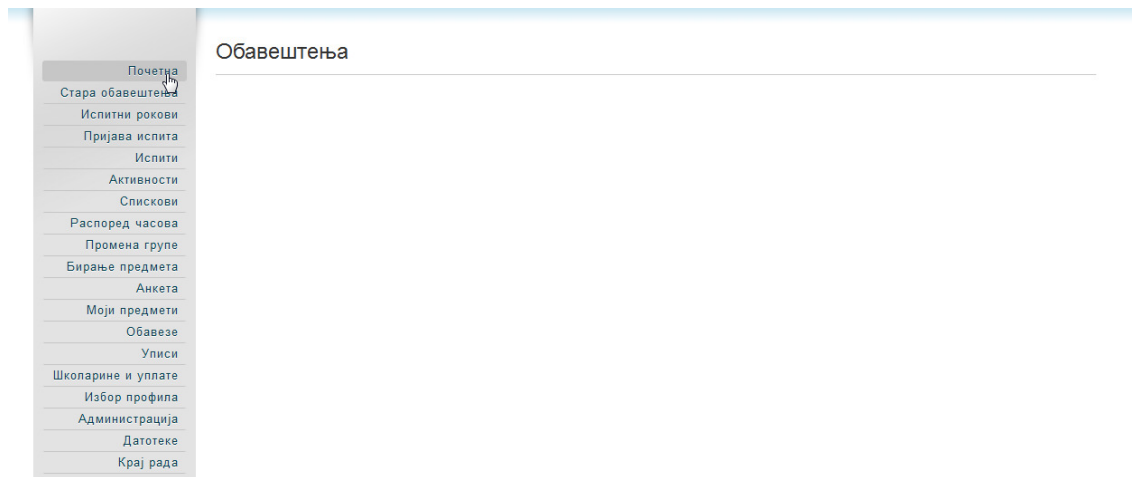 Обавештења
Почетна
Стара обавештења
Испитни рокови
Пријава испита
Испити
Активности
Спискови
Распоред часова
Промена групе
Бирање предмета
Анкета
Моји предмети
Обавезе
Уписи
Школарине и уплате
Избор профила
Администрација
Датотеке
Крај рада